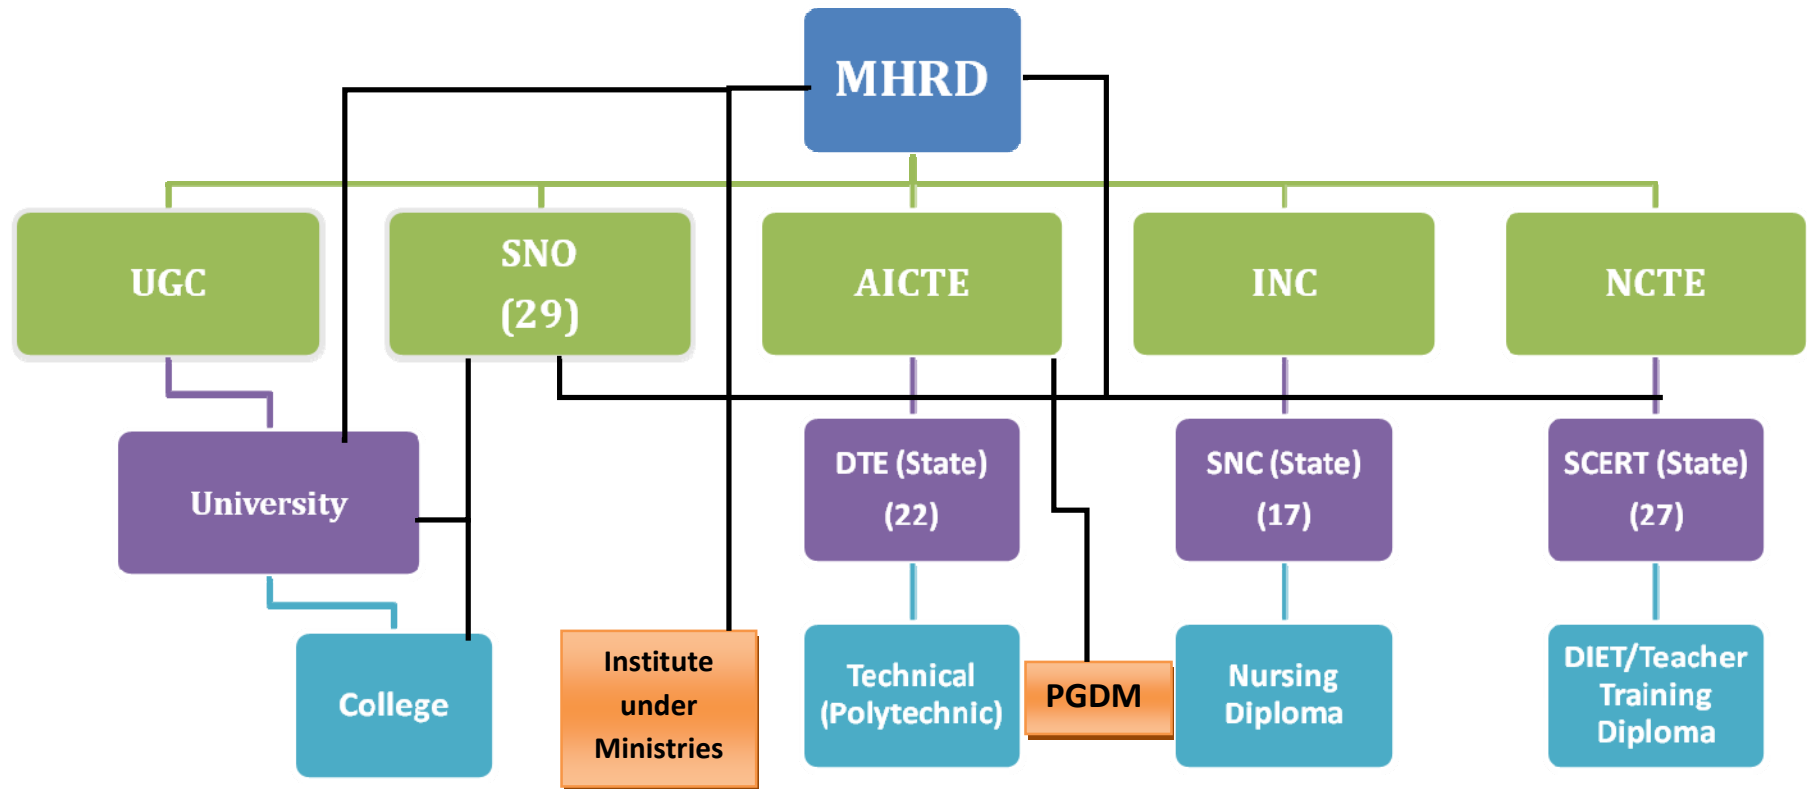 MHRD
UGC
SNO
(29)
AICTE
INC
NCTE
University
DTE (State)
(22)
SNC (State)
(17)
SCERT (State)
(27)
College
Institute
under
Ministries
Technical
(Polytechnic)
PGDM
Nursing
Diploma
DIET/Teacher
Training
Diploma